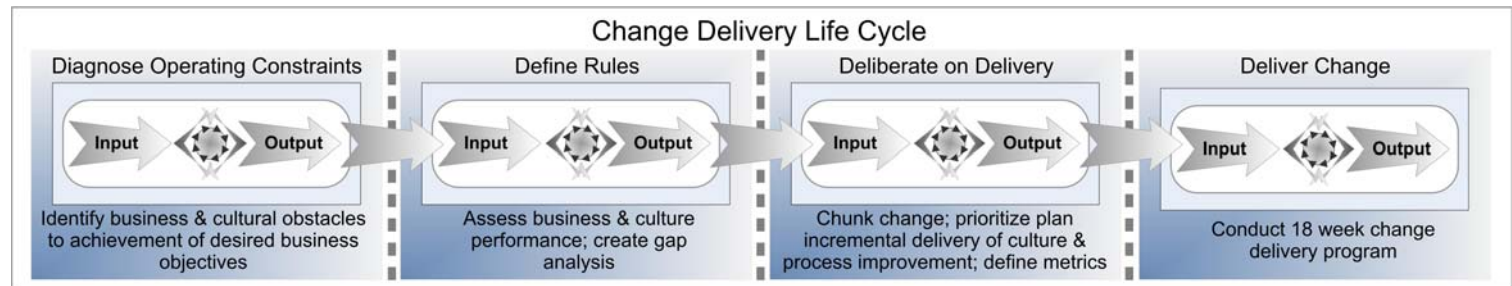 Change Delivery Life Cycle
Diagnose Operating Constraints
Input
Output
Identify business & cultural obstacles
to achievement of desired business
objectives
Define Rules
Input
Output
Assess business & culture
performance; create gap
analysis
Deliberate on Delivery
Input
Output
Chunk change; prioritize plan
incremental delivery of culture &
process improvement; define metrics
Deliver Change
Input
Output
Conduct 18 week change
delivery program